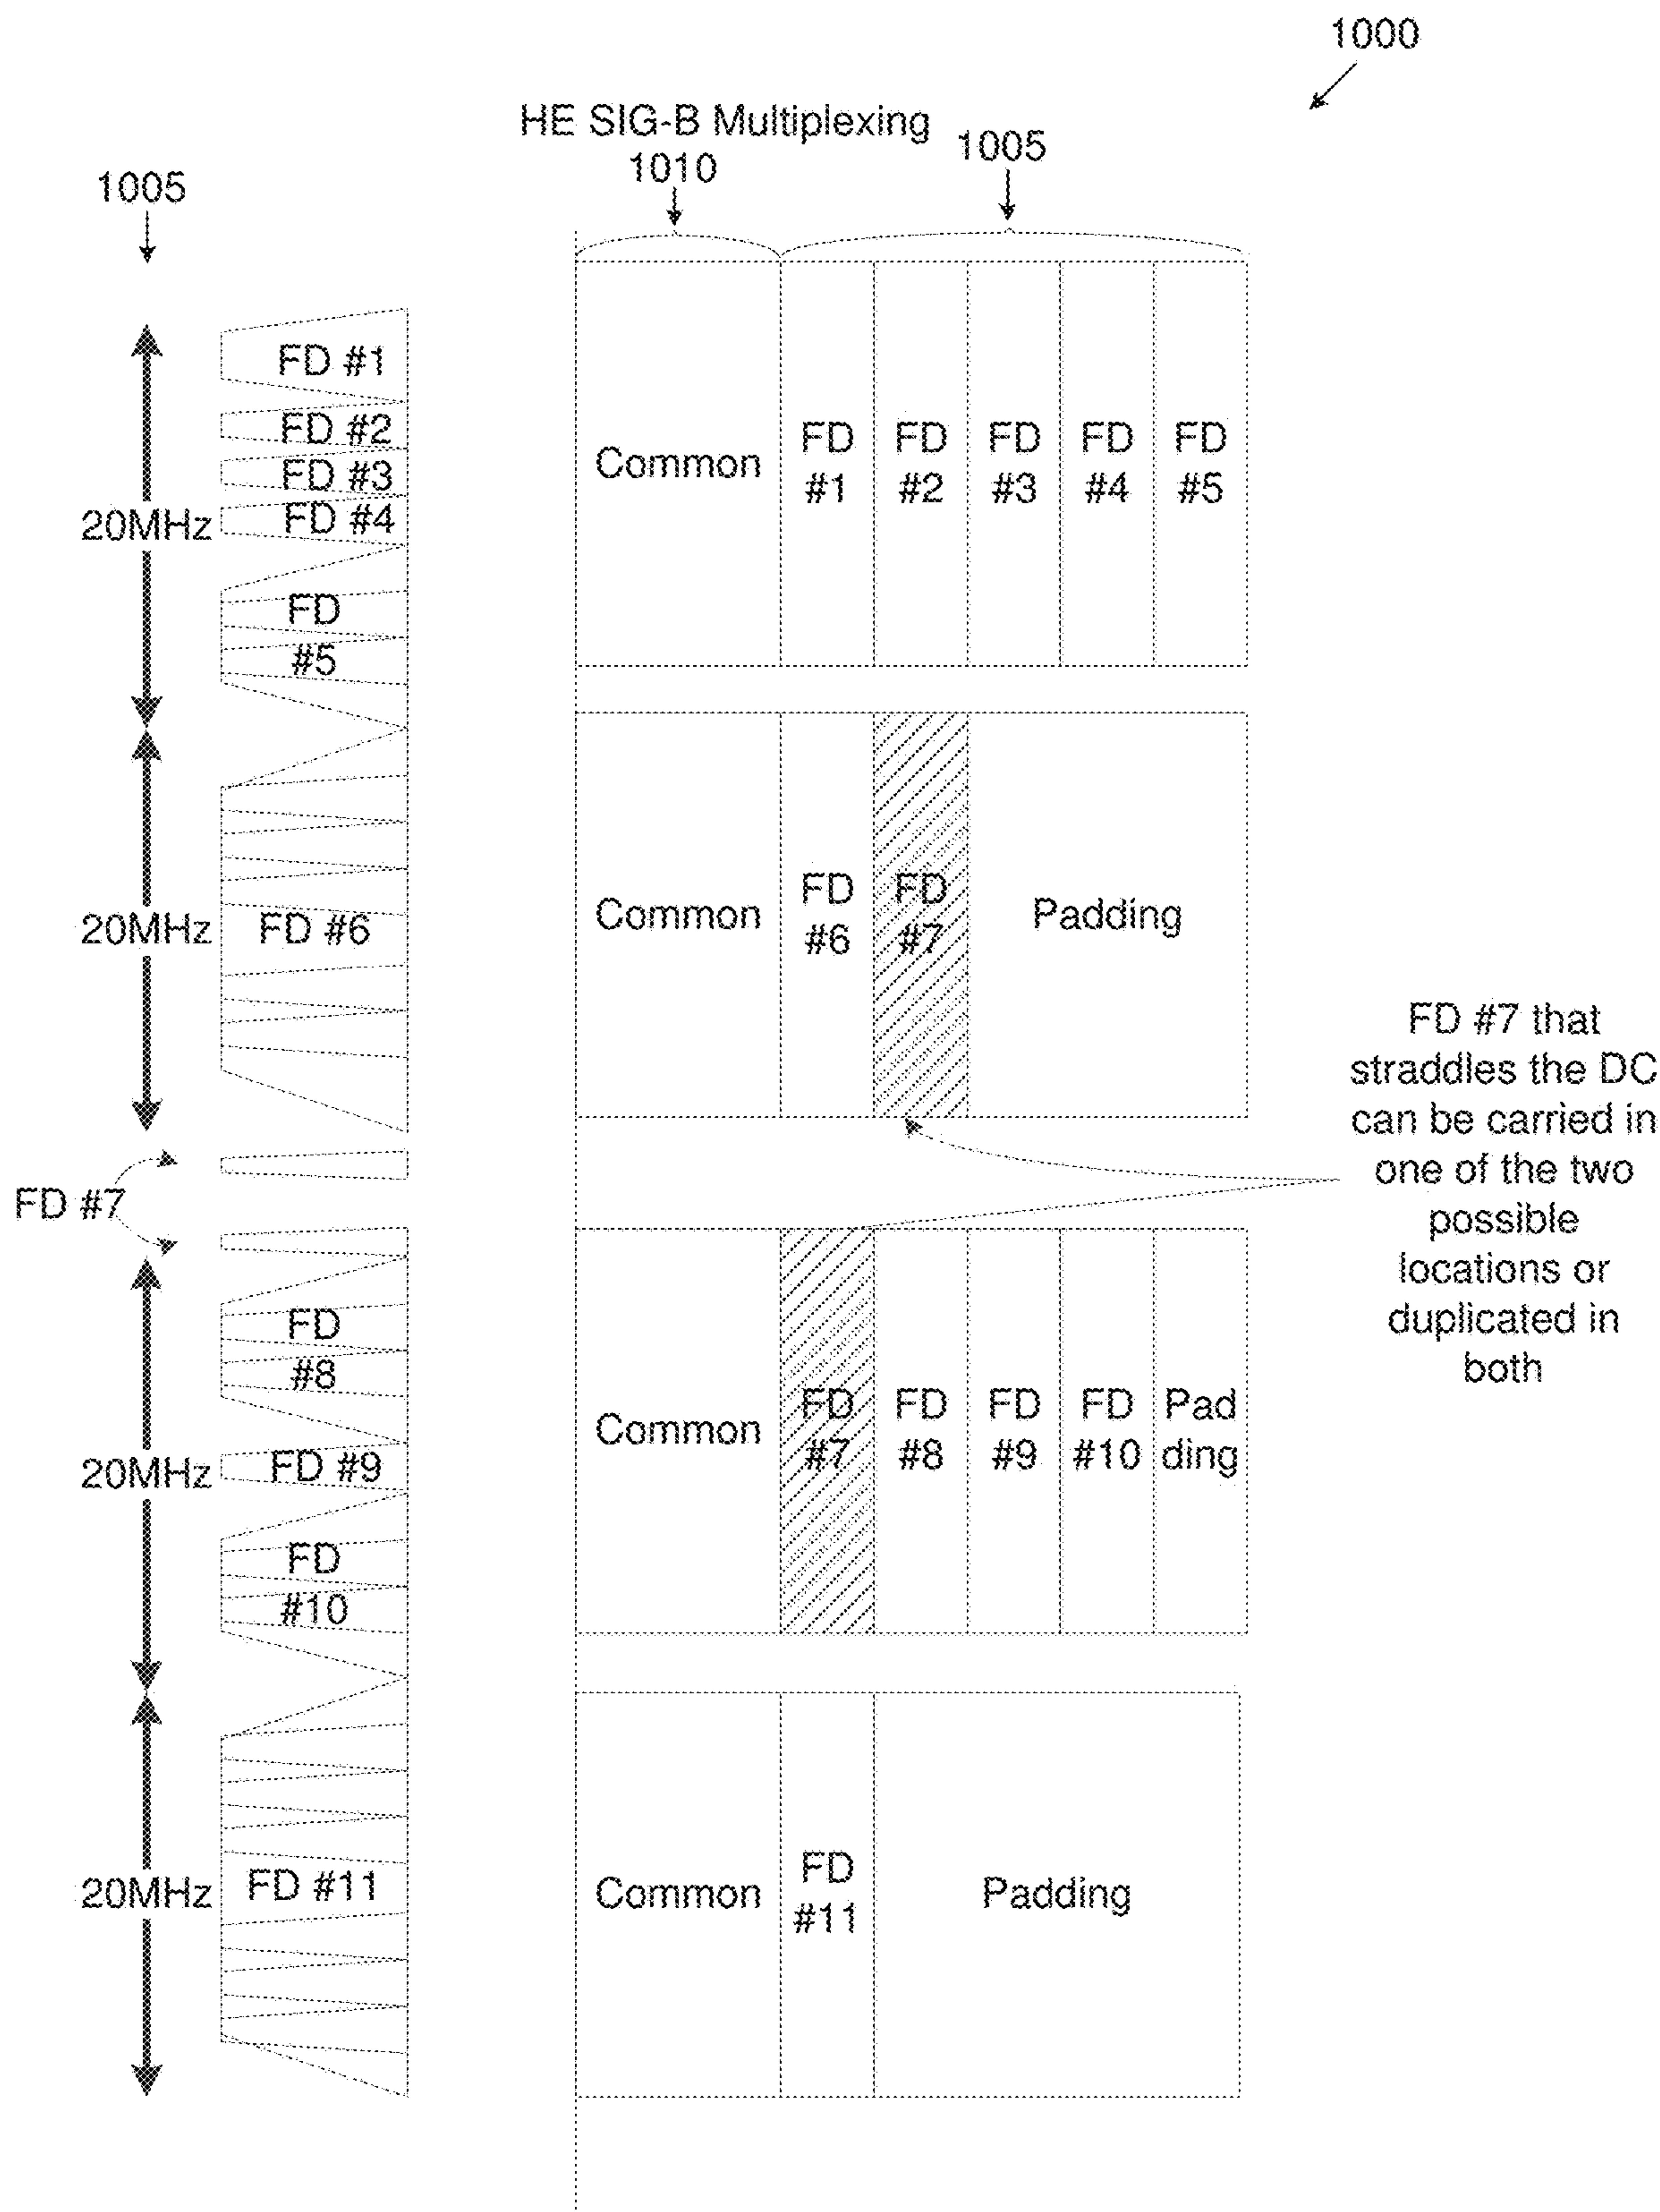 1000
HE SIG-B Multiplexing
1010
1005
1005
FD #1
FD #2
FD #3
FD #4
20MHz
FD
#5
Common
FD
#1
FD
#2
FD
#3
FD
#4
FD
#5
20MHz
FD #6
Common
FD
#6
FD
#7
Padding
FD #7 that
straddles the DC
can be carried in
one of the two
possible
locations or
duplicated in
both
FD #7
FD
#8
20MHz
FD #9
FD
#10
Common
FD
#7
FD
#8
FD
#9
FD
#10
Pad
ding
20MHz
FD #11
Common
FD
#11
Padding